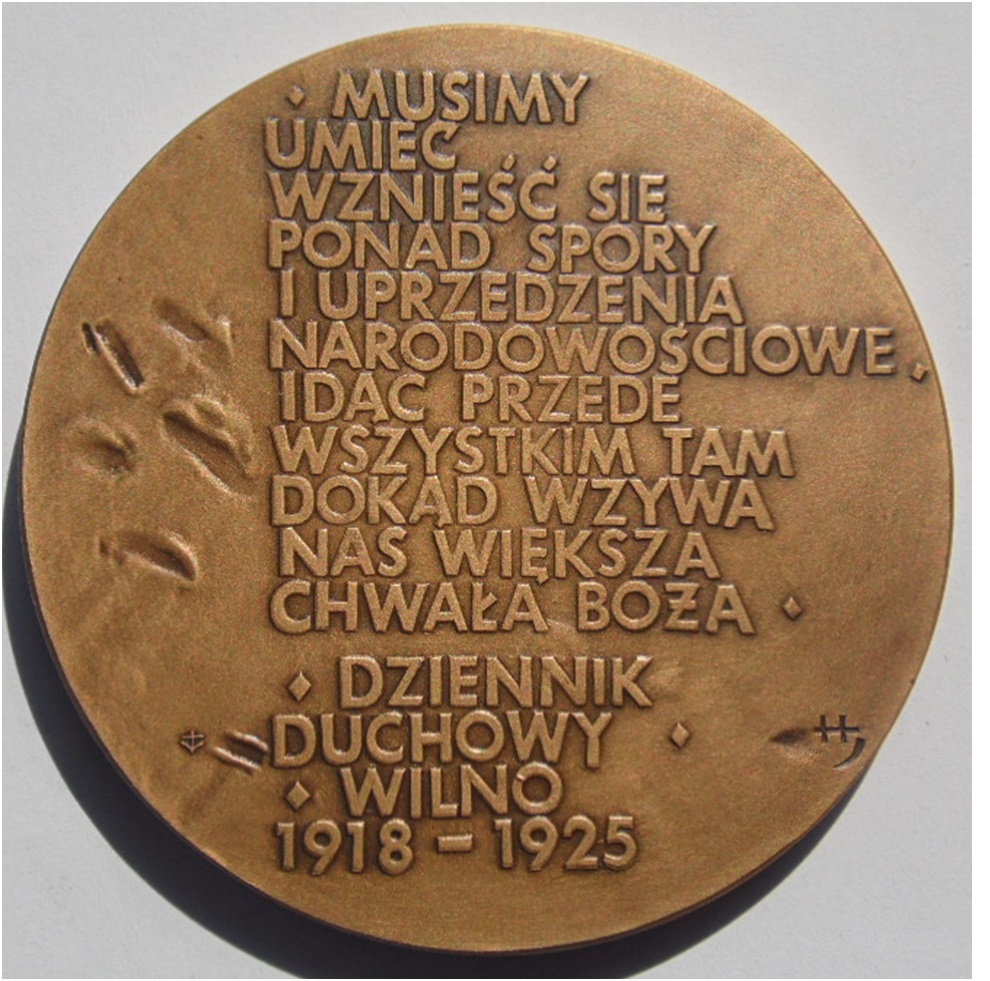 MUSIMY
UMIEĆ
WZNIEŚĆ SIE
PONAD SPORY
I UPRZEDZENIA
NARODOWOŚCIOWE
IDĄC PRZEDE
WSZYSTKIM TAM
DOKĄD WZYWA
NAS WIĘKSZA
CHWAŁA BOŻA
DZIENNIK
DUCHOWY
WILNO
1918 - 1925